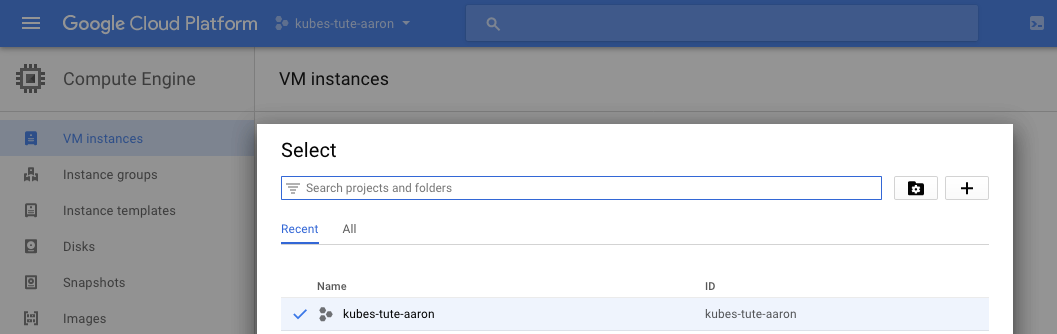 Google Cloud Platform kubes-tute-aaron
Compute Engine
VM instances
VM instances
Instance groups
Instance templates
Disks
Snapshots
Images
Select
Search projects and folders
Recent All
Name ID
kubes-tute-aaron kubes-tute-aaron